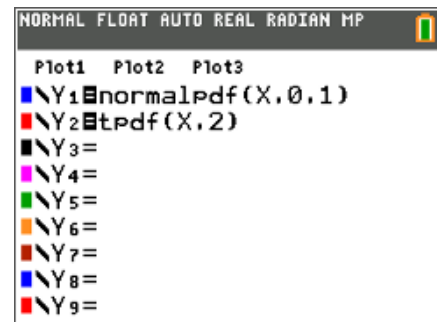 NORMAL FLOAT AUTO REAL RADIAN MP
Plot1 Plot2 Plot3
\Y₁=normalpdf(X,0,1)
\Y₂=tpdf(X,2)
\Y₃=
\Y₄=
\Y₅=
\Y₆=
\Y₇=
\Y₈=
\Y₉=